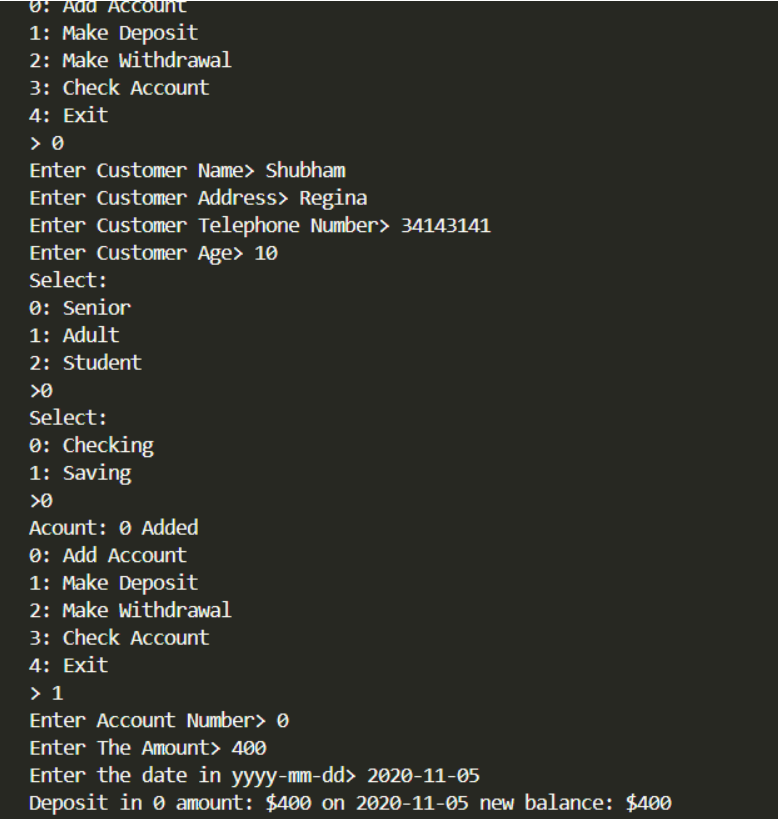 0: Add Account
1: Make Deposit
2: Make Withdrawal
3: Check Account
4: Exit
> 0
Enter Customer Name> Shubham
Enter Customer Address> Regina
Enter Customer Telephone Number> 34143141
Enter Customer Age> 10
Select:
0: Senior
1: Adult
2: Student
>0
Select:
0: Checking
1: Saving
>0
Acount: 0 Added
0: Add Account
1: Make Deposit
2: Make Withdrawal
3: Check Account
4: Exit
> 1
Enter Account Number> 0
Enter The Amount> 400
Enter the date in yyyy-mm-dd> 2020-11-05
Deposit in 0 amount: $400 on 2020-11-05 new balance: $400